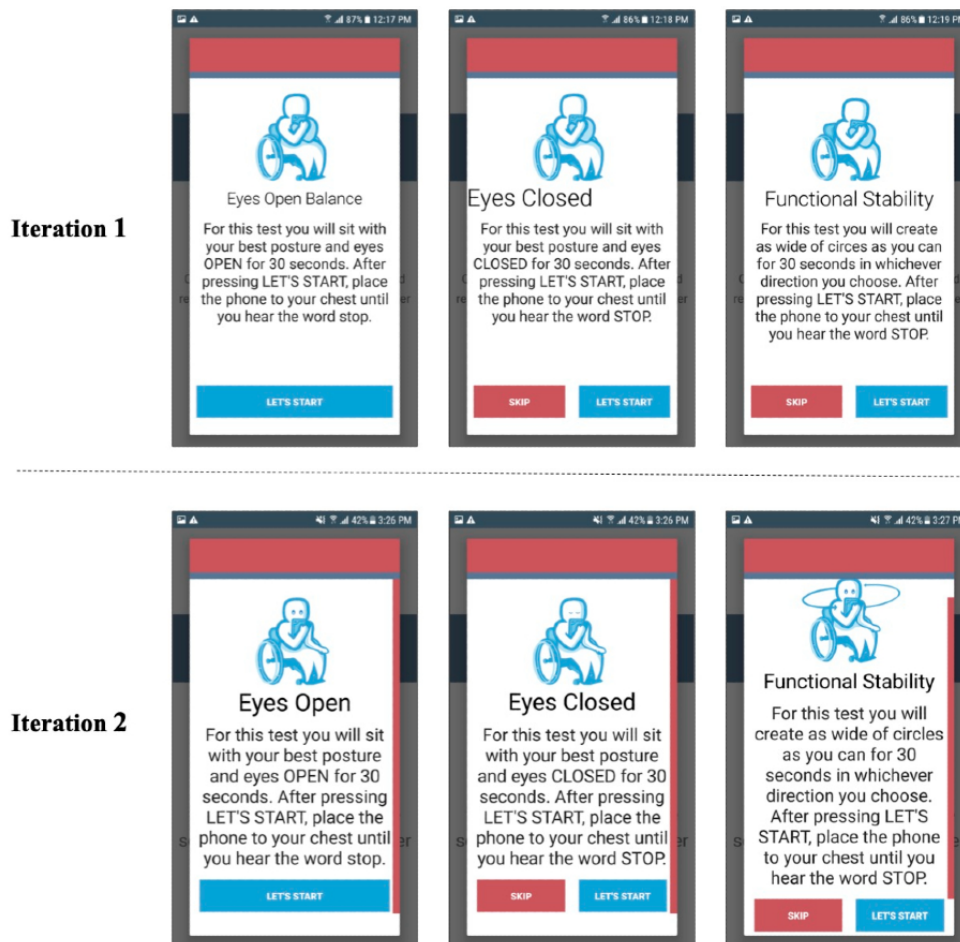 87% 12:17 PM
Eyes Open Balance
For this test you will sit with
your best posture and eyes
OPEN for 30 seconds. After
pressing LET'S START, place
the phone to your chest until
you hear the word stop.
LET'S START
86% 12:18 PM
Eyes Closed
For this test you will sit with
your best posture and eyes
CLOSED for 30 seconds. After
pressing LET'S START, place
the phone to your chest until
you hear the word STOP.
SKIP
LET'S START
86% 12:19 PM
Functional Stability
For this test you will create
as wide of circes as you can
for 30 seconds in whichever
direction you choose. After
pressing LET'S START, place
the phone to your chest until
you hear the word STOP.
SKIP
LET'S START
Iteration 1
42% 3:26 PM
Eyes Open
For this test you will sit
with your best posture
and eyes OPEN for 30
seconds. After pressing
LET'S START, place the
phone to your chest until
you hear the word stop.
LET'S START
42% 3:26 PM
Eyes Closed
For this test you will sit
with your best posture
and eyes CLOSED for 30
seconds. After pressing
LET'S START, place the
phone to your chest until
you hear the word STOP.
SKIP
LET'S START
42% 3:27 PM
Functional Stability
For this test you will
create as wide of circles
as you can for 30
seconds in whichever
direction you choose.
After pressing LET'S
START, place the phone
to your chest until you
hear the word STOP.
SKIP
LET'S START
Iteration 2